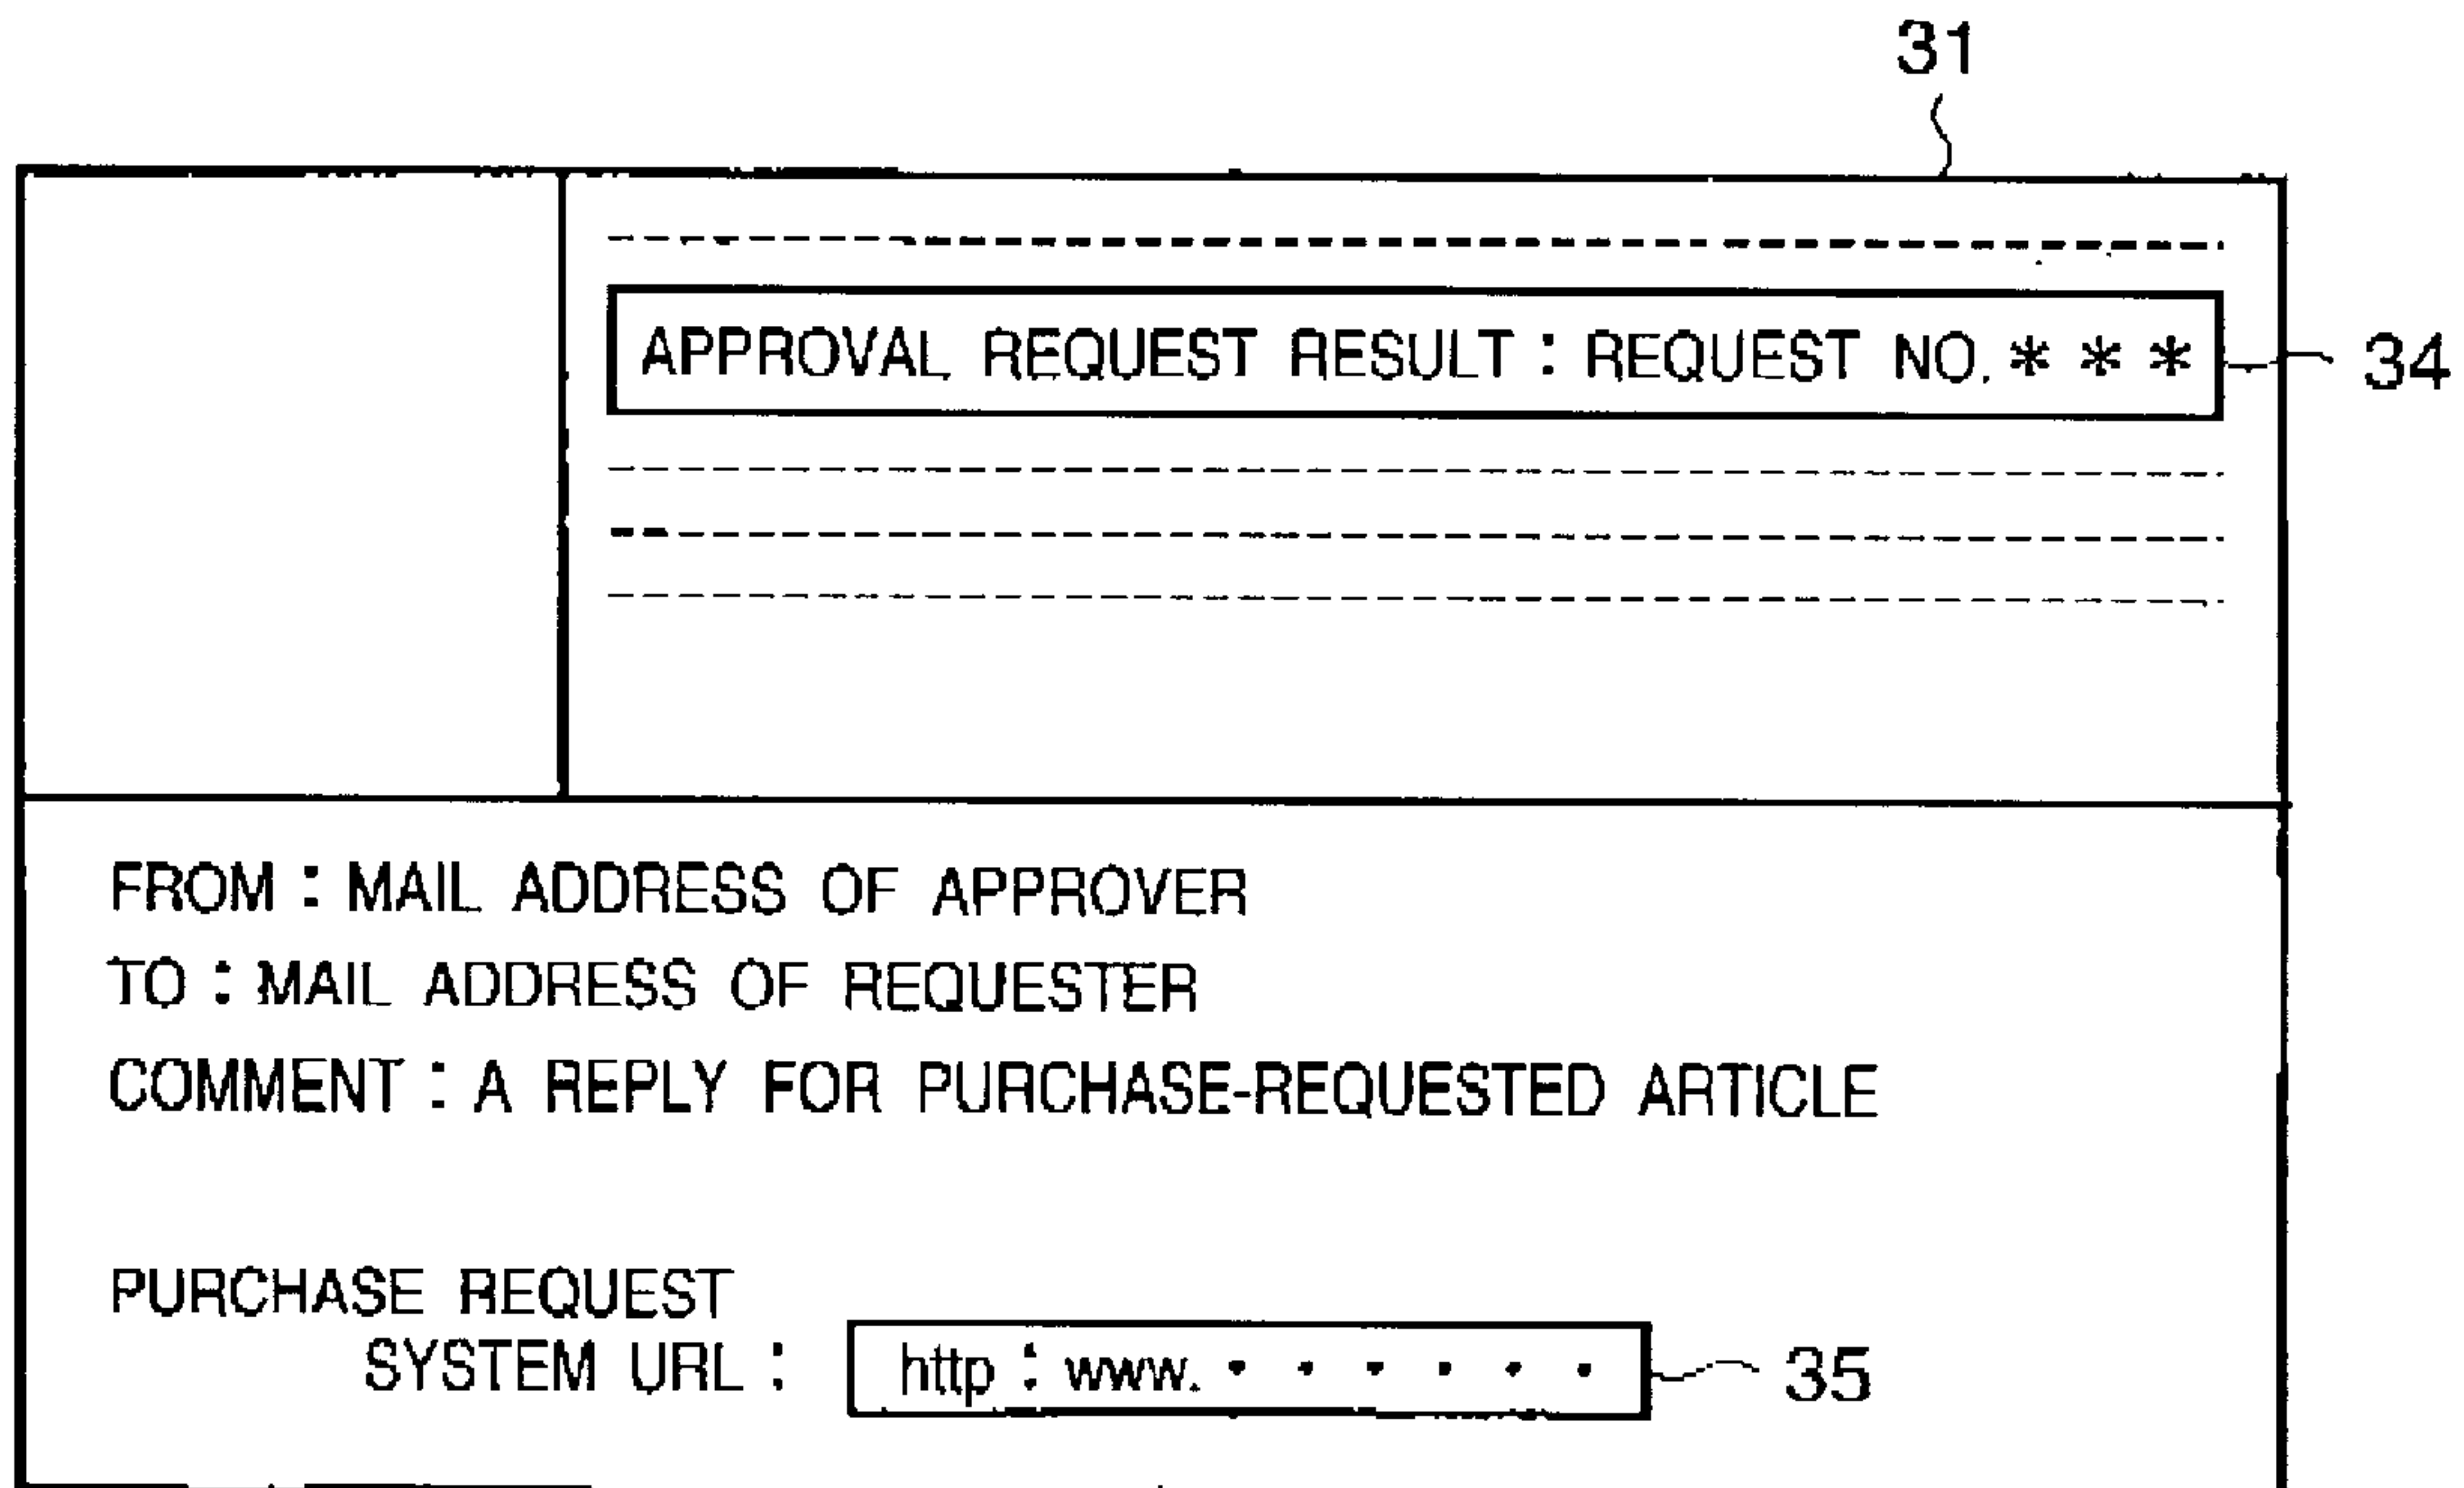 31
APPROVAL REQUEST RESULT : REQUEST NO. * * *
34
FROM : MAIL ADDRESS OF APPROVER
TO : MAIL ADDRESS OF REQUESTER
COMMENT : A REPLY FOR PURCHASE-REQUESTED ARTICLE
PURCHASE REQUEST
SYSTEM URL : http : www. · · · · · ·
35